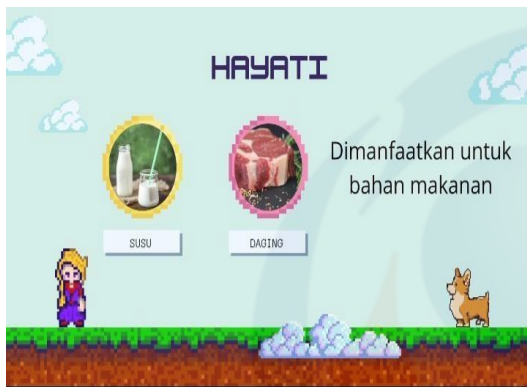 HAYATI
Dimanfaatkan untuk
bahan makanan
SUSU
DAGING